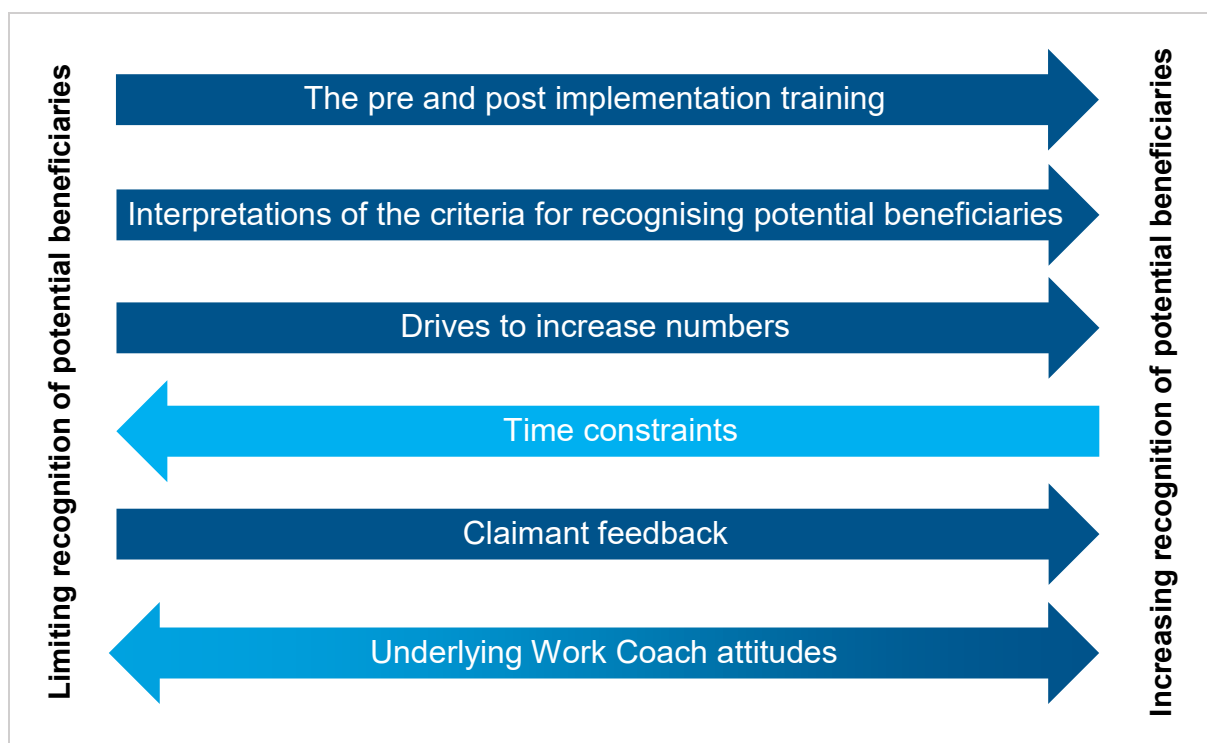 Limiting recognition of potential beneficiaries
The pre and post implementation training
Interpretations of the criteria for recognising potential beneficiaries
Drives to increase numbers
Time constraints
Claimant feedback
Underlying Work Coach attitudes
Increasing recognition of potential beneficiaries